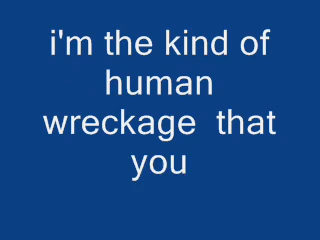 i'm the kind of
human
wreckage  that
you